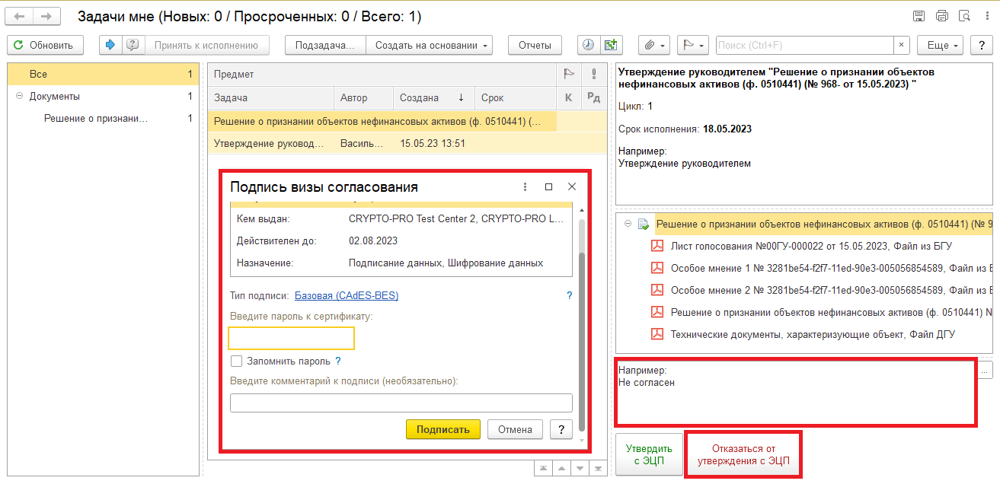 Задачи мне (Новых: 0 / Просроченных: 0 / Всего: 1)
Обновить
Принять к исполнению
Подзадача...
Создать на основании
Отчеты
Поиск (Ctrl+F)
×
Еще
?
Все 1
Документы 1
Решение о признани... 1
Предмет
Задача Автор Создана ↓ Срок К Рд
Решение о признании объектов нефинансовых активов (ф. 0510441) (...
Утверждение руковод... Василь... 15.05.23 13:51
Подпись визы согласования
Кем выдан: CRYPTO-PRO Test Center 2, CRYPTO-PRO L...
Действителен до: 02.08.2023
Назначение: Подписание данных, Шифрование данных
Тип подписи: Базовая (CAdES-BES) ?
Введите пароль к сертификату:
Запомнить пароль ?
Введите комментарий к подписи (необязательно):
Подписать Отмена ?
Утверждение руководителем "Решение о признании объектов
нефинансовых активов (ф. 0510441) (№ 968- от 15.05.2023) "
Цикл: 1
Срок исполнения: 18.05.2023
Например:
Утверждение руководителем
Решение о признании объектов нефинансовых активов (ф. 0510441) (№ 9
Лист голосования №00ГУ-000022 от 15.05.2023, Файл из БГУ
Особое мнение 1 № 3281be54-f2f7-11ed-90e3-005056854589, Файл из Б
Особое мнение 2 № 3281be54-f2f7-11ed-90e3-005056854589, Файл из Б
Решение о признании объектов нефинансовых активов (ф. 0510441) N
Технические документы, характеризующие объект, Файл ДГУ
Например:
Не согласен
...
Утвердить
с ЭЦП
Отказаться от
утверждения с ЭЦП